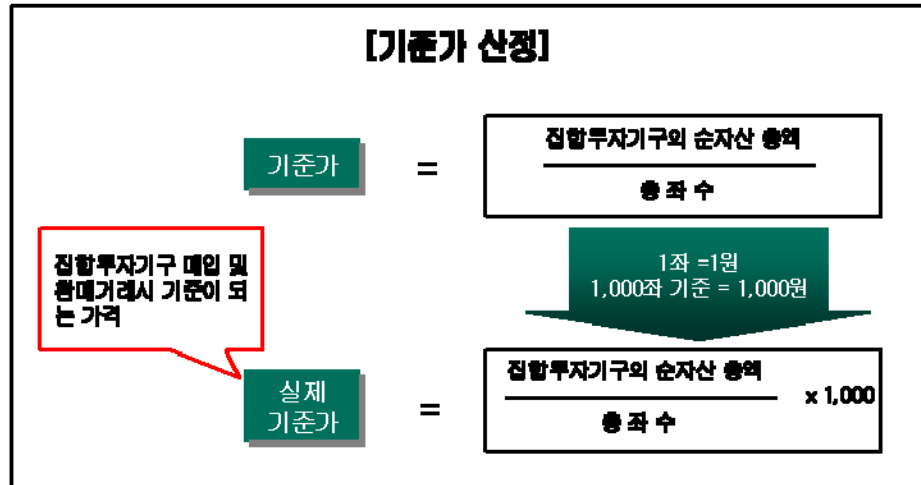 [기준가 산정]
기준가
=
집합투자기구의 순자산 총액
총 좌 수
집합투자기구 매입 및
환매거래시 기준이 되
는 가격
1좌 =1원
1,000좌 기준 = 1,000원
실제
기준가
=
집합투자기구의 순자산 총액
총 좌 수
x 1,000